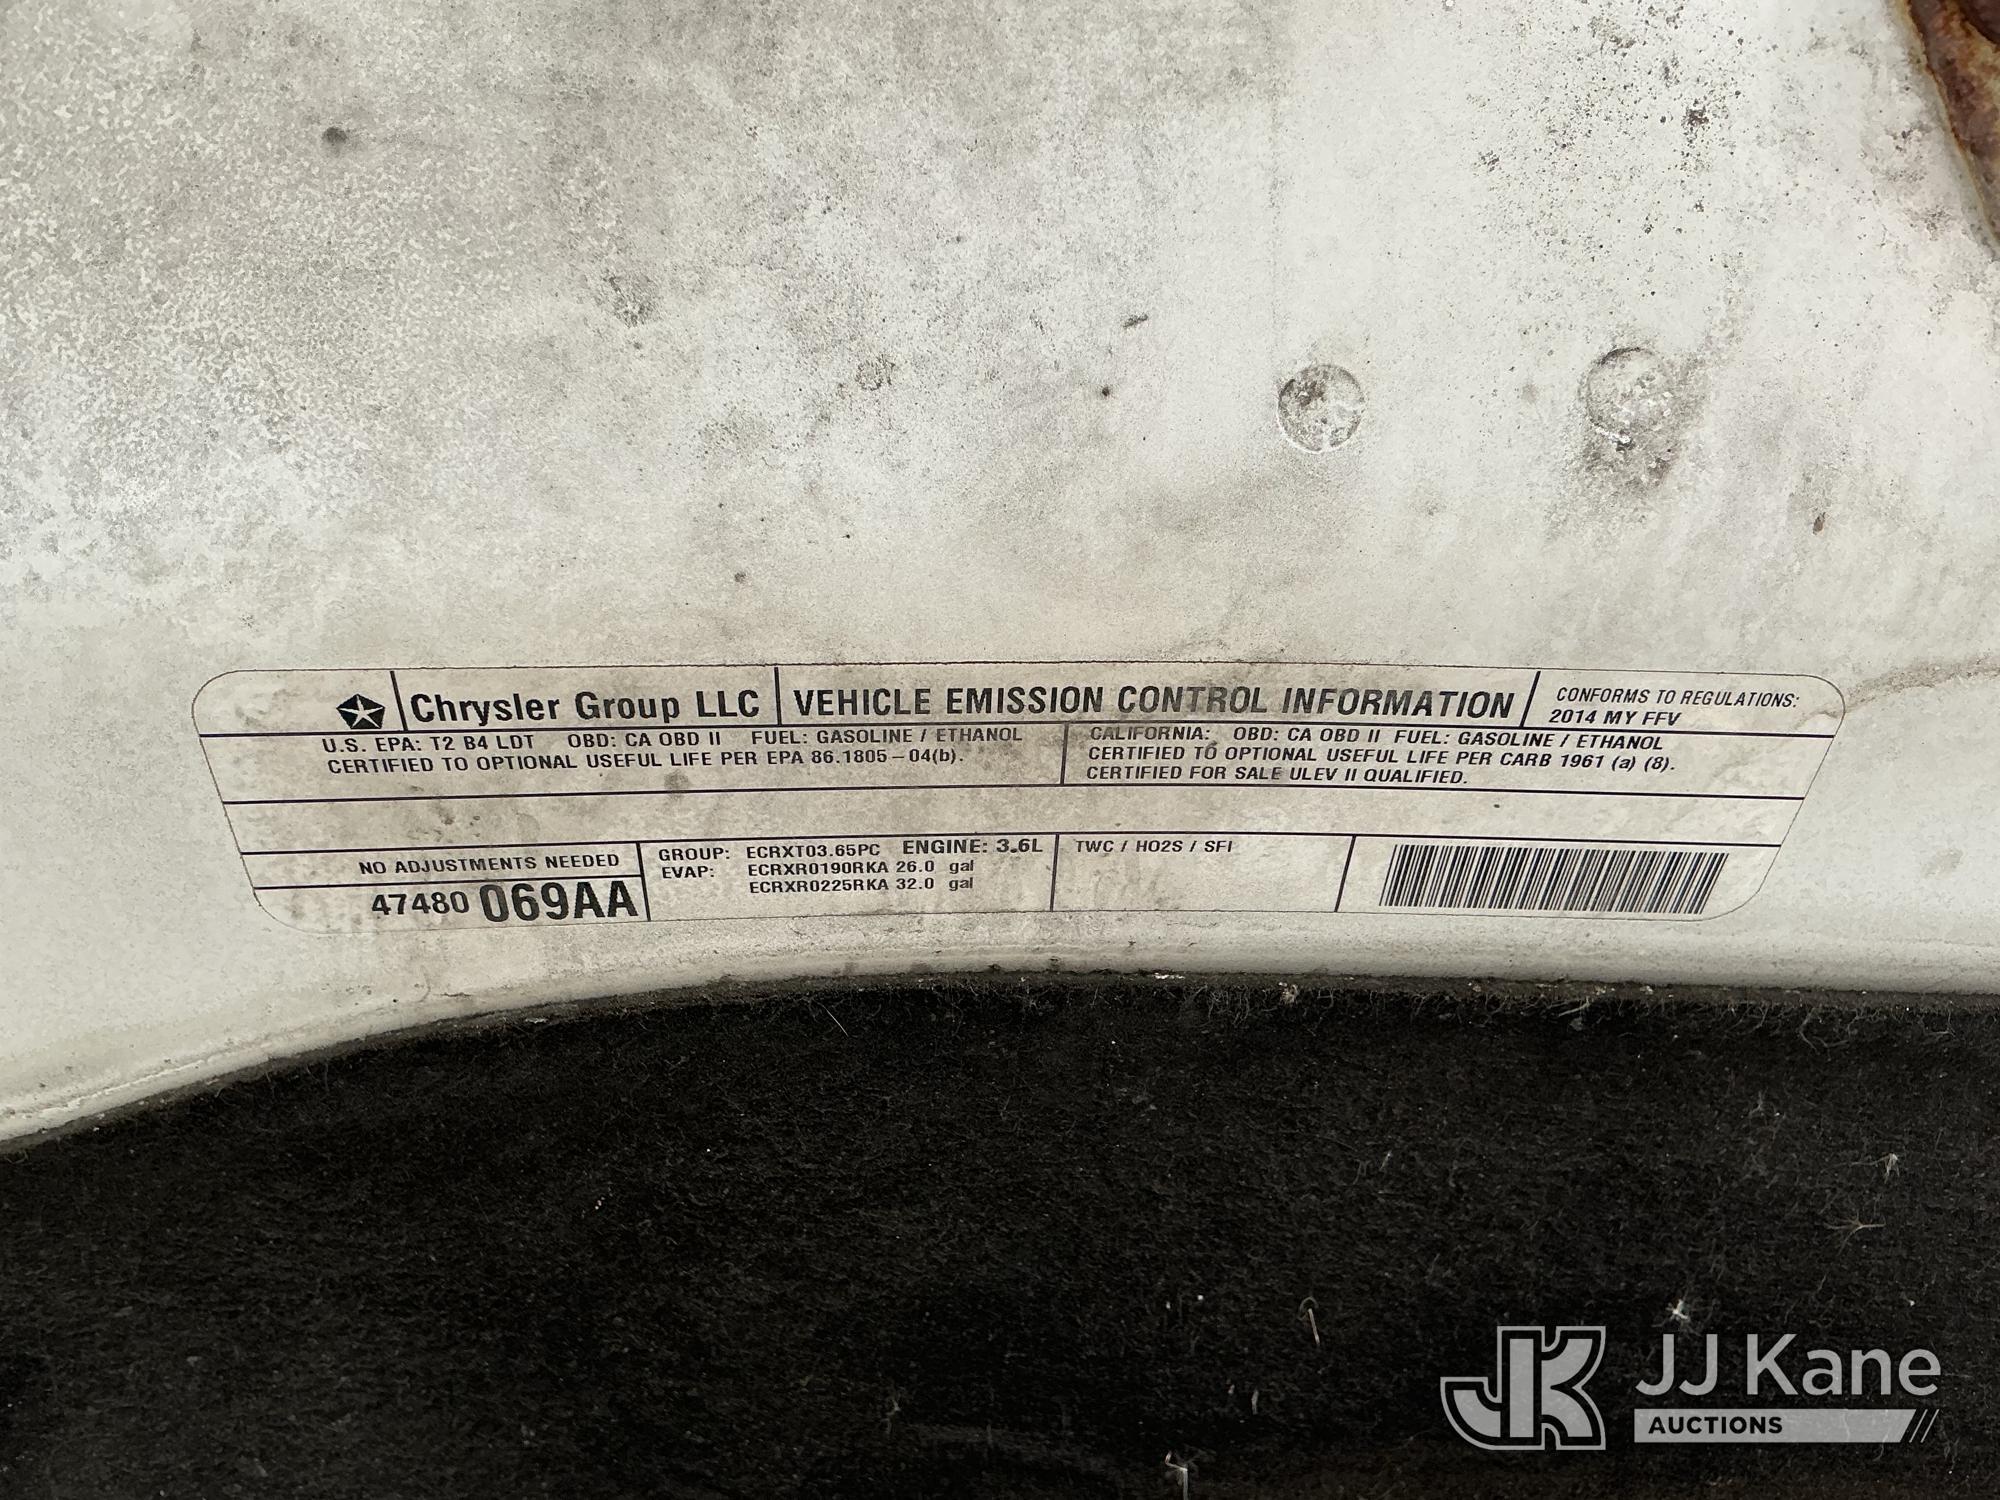 Chrysler Group LLC
VEHICLE EMISSION CONTROL INFORMATION
CONFORMS TO REGULATIONS:
2014 MY FFV
U.S. EPA: T2 B4 LDT OBD: CA OBD II FUEL: GASOLINE / ETHANOL
CERTIFIED TO OPTIONAL USEFUL LIFE PER EPA 86.1805-04(b).
CALIFORNIA: OBD: CA OBD II FUEL: GASOLINE / ETHANOL
CERTIFIED TO OPTIONAL USEFUL LIFE PER CARB 1961 (a) (8).
CERTIFIED FOR SALE ULEV II QUALIFIED.
NO ADJUSTMENTS NEEDED
47480 069AA
GROUP: ECRXT03.65PC ENGINE: 3.6L
EVAP: ECRXR0190RKA 26.0 gal
ECRXR0225RKA 32.0 gal
TWC / HO2S / SFI
JK JJ Kane
AUCTIONS